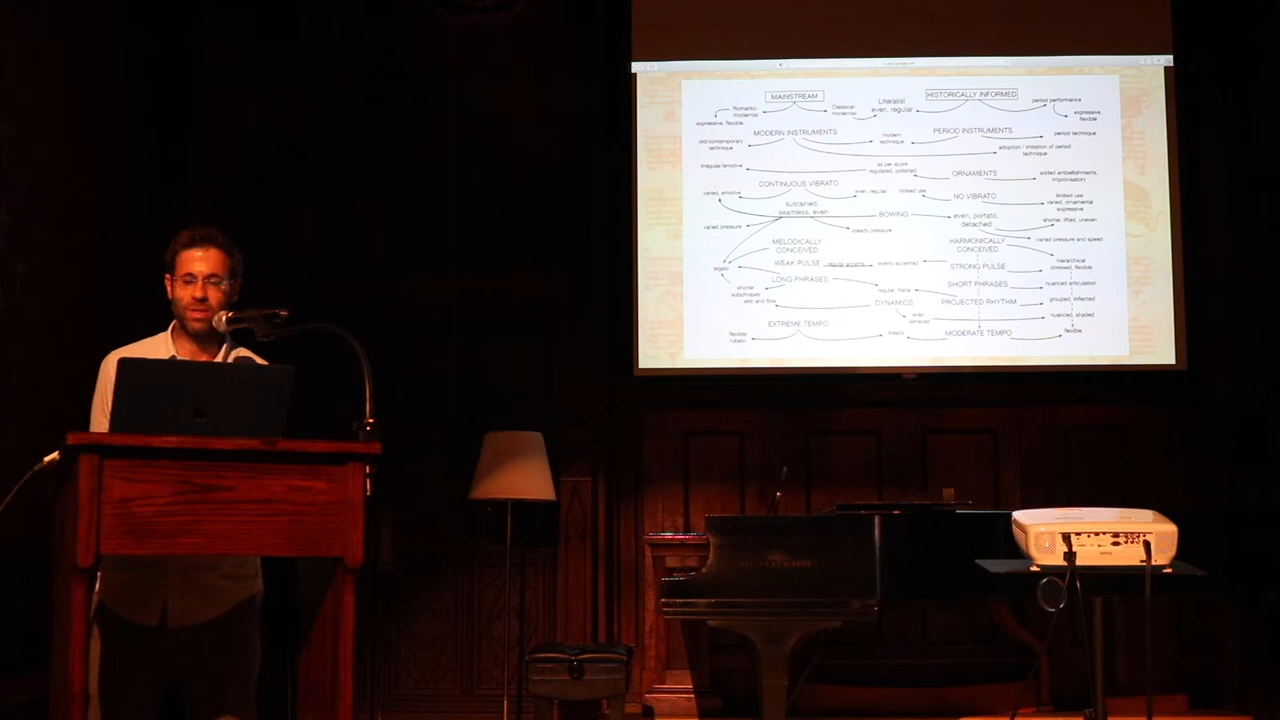 MAINSTREAM
HISTORICALLY INFORMED
Romantic-
modernist
Classical-
modernist
Literalist
even, regular
period performance
expressive, flexible
expressive,
flexible
MODERN INSTRUMENTS
PERIOD INSTRUMENTS
old/contemporary
technique
modern
technique
period technique
adoption / imitation of period
technique
irregular/emotive
as per score
regulated, polished
ORNAMENTS
added embellishments,
improvisatory
CONTINUOUS VIBRATO
NO VIBRATO
varied, emotive
even, regular
limited use
limited use
varied, ornamental
expressive
sustained,
seamless, even
BOWING
even, portato,
detached
shorter, lifted, uneven
varied pressure
steady pressure
varied pressure and speed
MELODICALLY
CONCEIVED
HARMONICALLY
CONCEIVED
WEAK PULSE
regular accents
evenly accented
STRONG PULSE
hierarchical
stressed, flexible
legato
LONG PHRASES
SHORT PHRASES
nuanced articulation
shorter
subphrases
ebb and flow
regular, literal
DYNAMICS
PROJECTED RHYTHM
grouped, inflected
even,
terraced
nuanced, shaded
EXTREME TEMPO
MODERATE TEMPO
flexible
rubato
steady
flexible